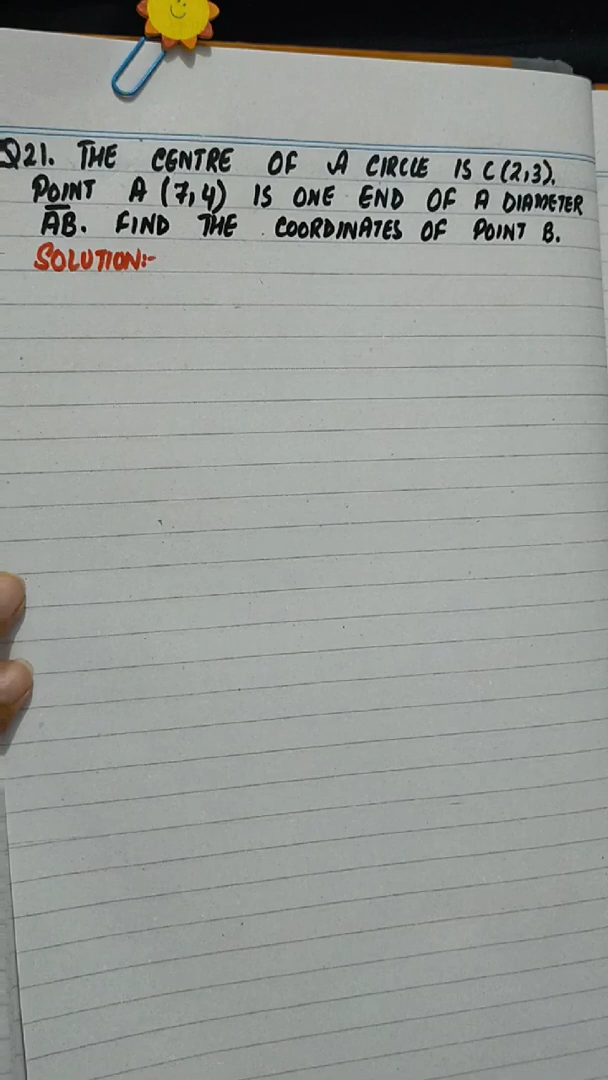 Q21. THE CENTRE OF A CIRCLE IS C(2,3).
POINT A (7,4) IS ONE END OF A DIAMETER
AB. FIND THE COORDINATES OF POINT B.
SOLUTION:-